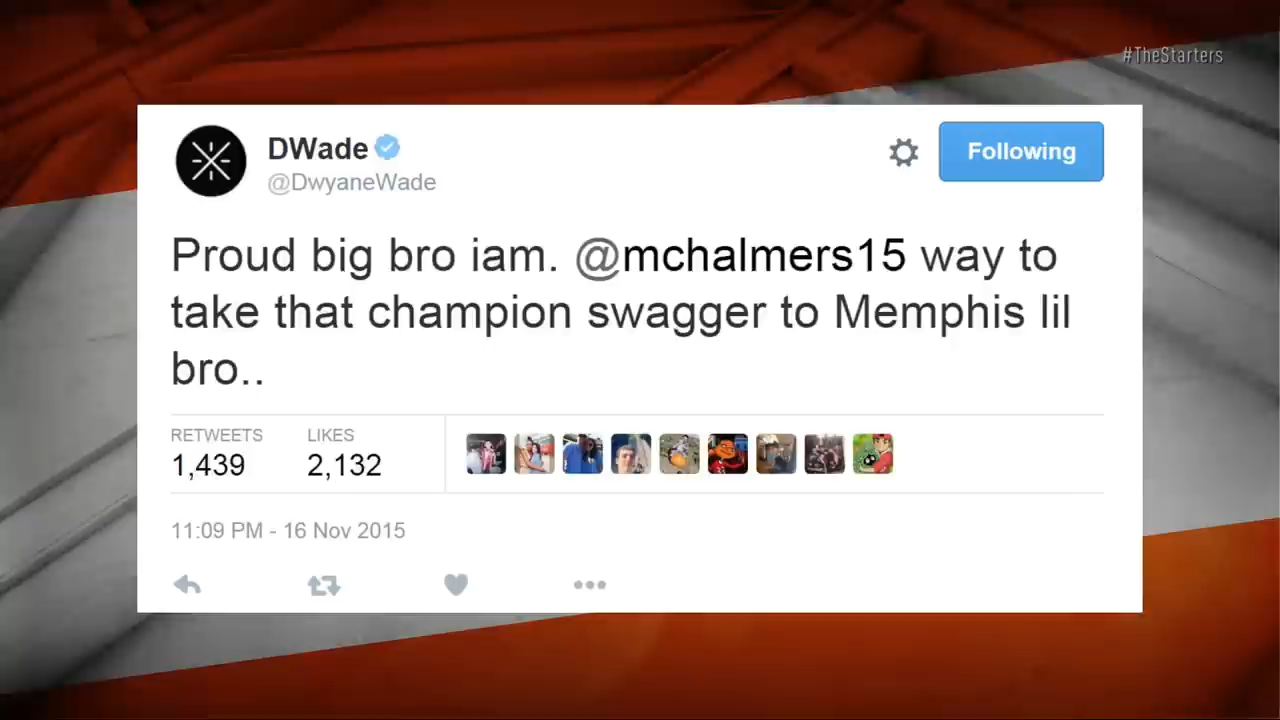 #TheStarters
DWade
@DwyaneWade
Following
Proud big bro iam. @mchalmers15 way to
take that champion swagger to Memphis lil
bro..
RETWEETS LIKES
1,439 2,132
11:09 PM - 16 Nov 2015